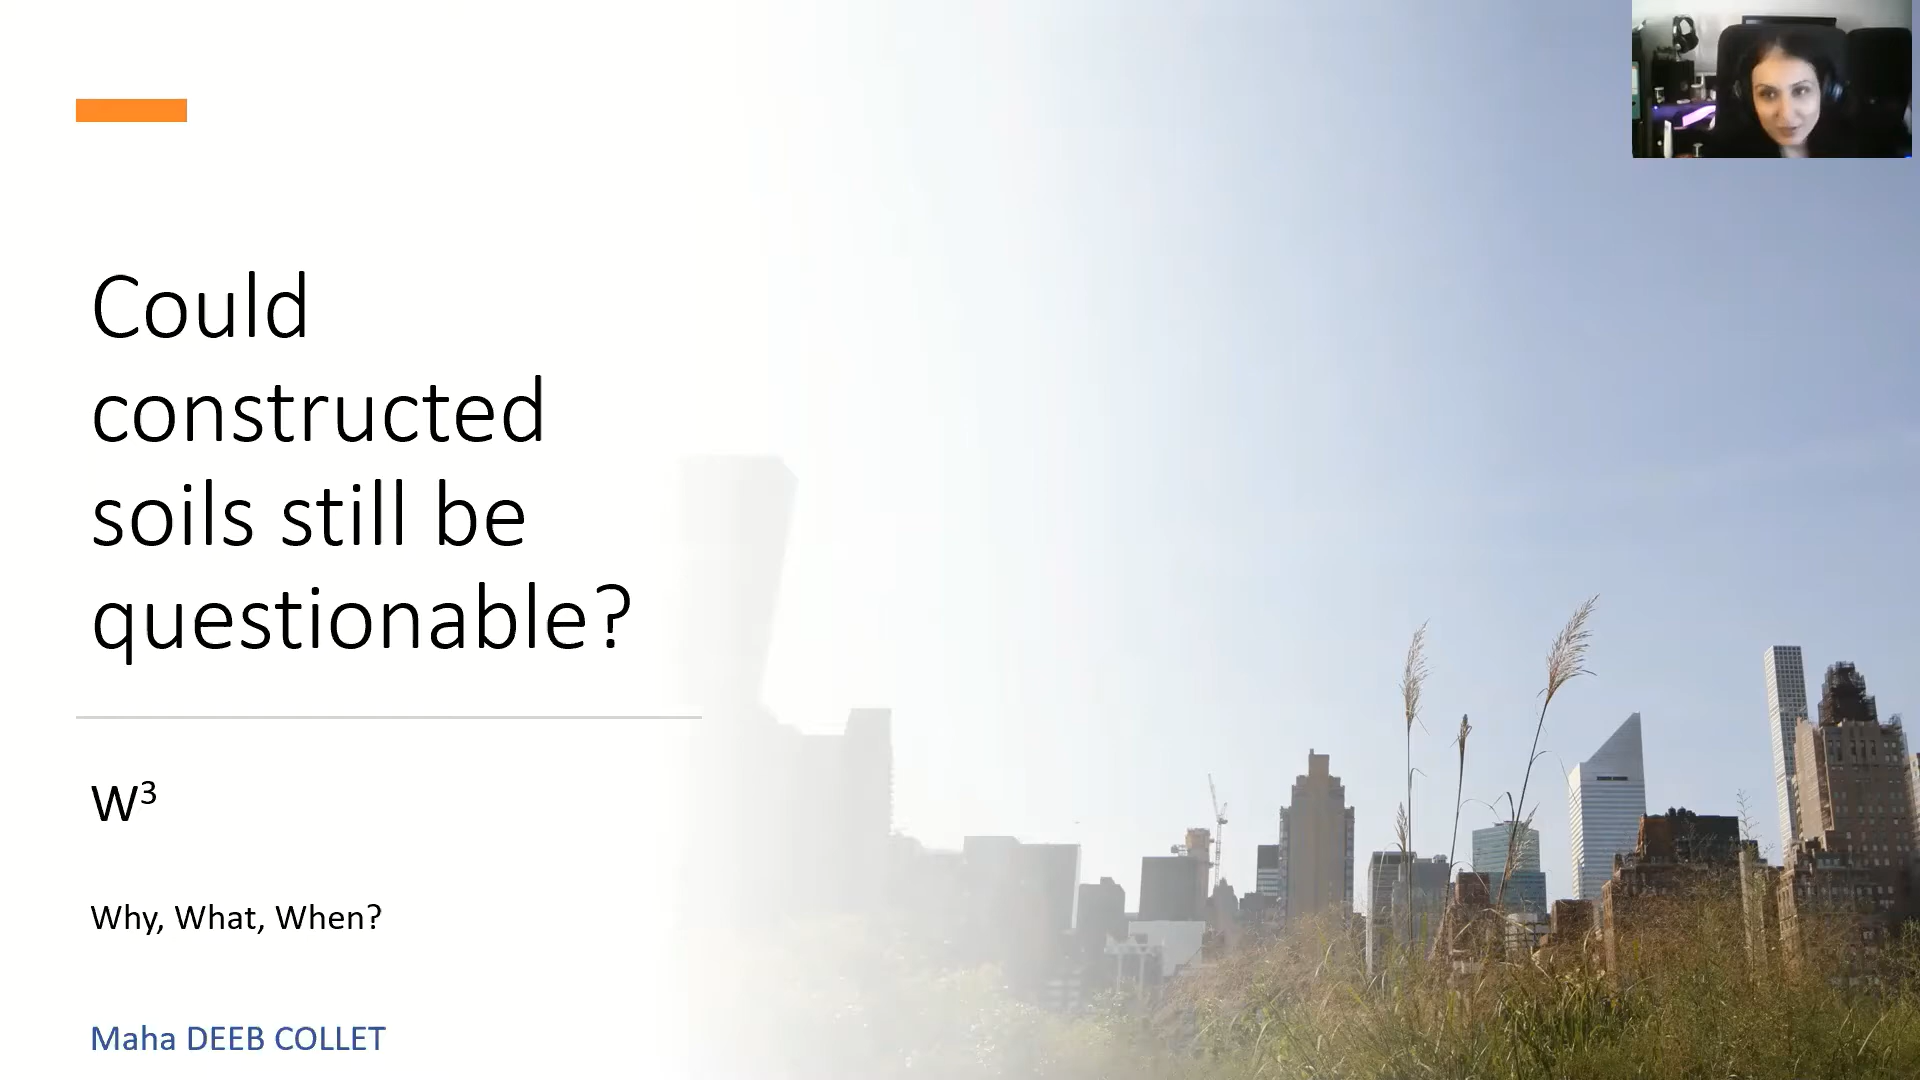 Could
constructed
soils still be
questionable?
W³
Why, What, When?
Maha DEEB COLLET